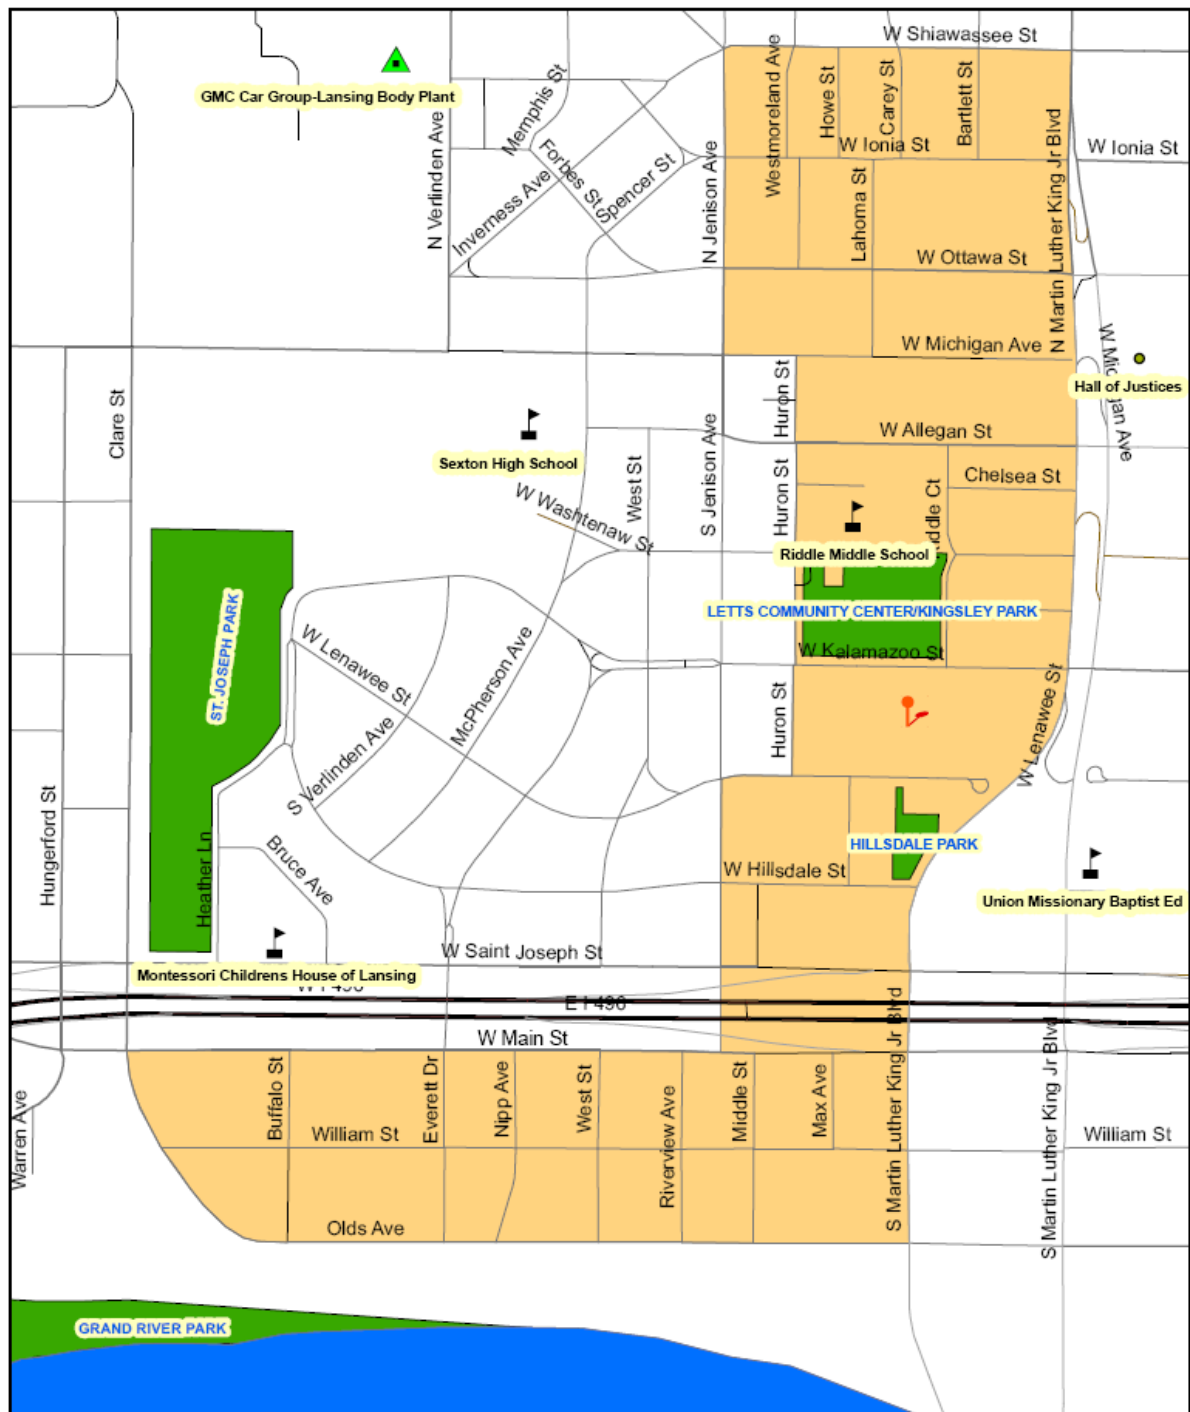 W Shiawassee St
GMC Car Group-Lansing Body Plant
N Verlinden Ave
Memphis St
Forbes St
Inverness Ave
Spencer St
N Jenison Ave
Westmoreland Ave
Howe St
Carey St
Bartlett St
W Ionia St
W Ionia St
Lahoma St
W Ottawa St
N Martin Luther King Jr Blvd
W Michigan Ave
W Michigan Ave
Hall of Justices
Clare St
Huron St
W Allegan St
Sexton High School
West St
S Jenison Ave
Huron St
Chelsea St
W Washtenaw St
Riddle Middle School
ST. JOSEPH PARK
LETTS COMMUNITY CENTER/KINGSLEY PARK
W Kalamazoo St
W Lenawee St
McPherson Ave
Huron St
W Lenawee St
S Verlinden Ave
Hungerford St
Heather Ln
Bruce Ave
HILLSDALE PARK
W Hillsdale St
Union Missionary Baptist Ed
W Saint Joseph St
Montessori Childrens House of Lansing
W I 496
E I 496
W Main St
S Martin Luther King Jr Blvd
S Martin Luther King Jr Blvd
Warren Ave
Buffalo St
William St
Everett Dr
Nipp Ave
West St
Riverview Ave
Middle St
Max Ave
William St
Olds Ave
GRAND RIVER PARK